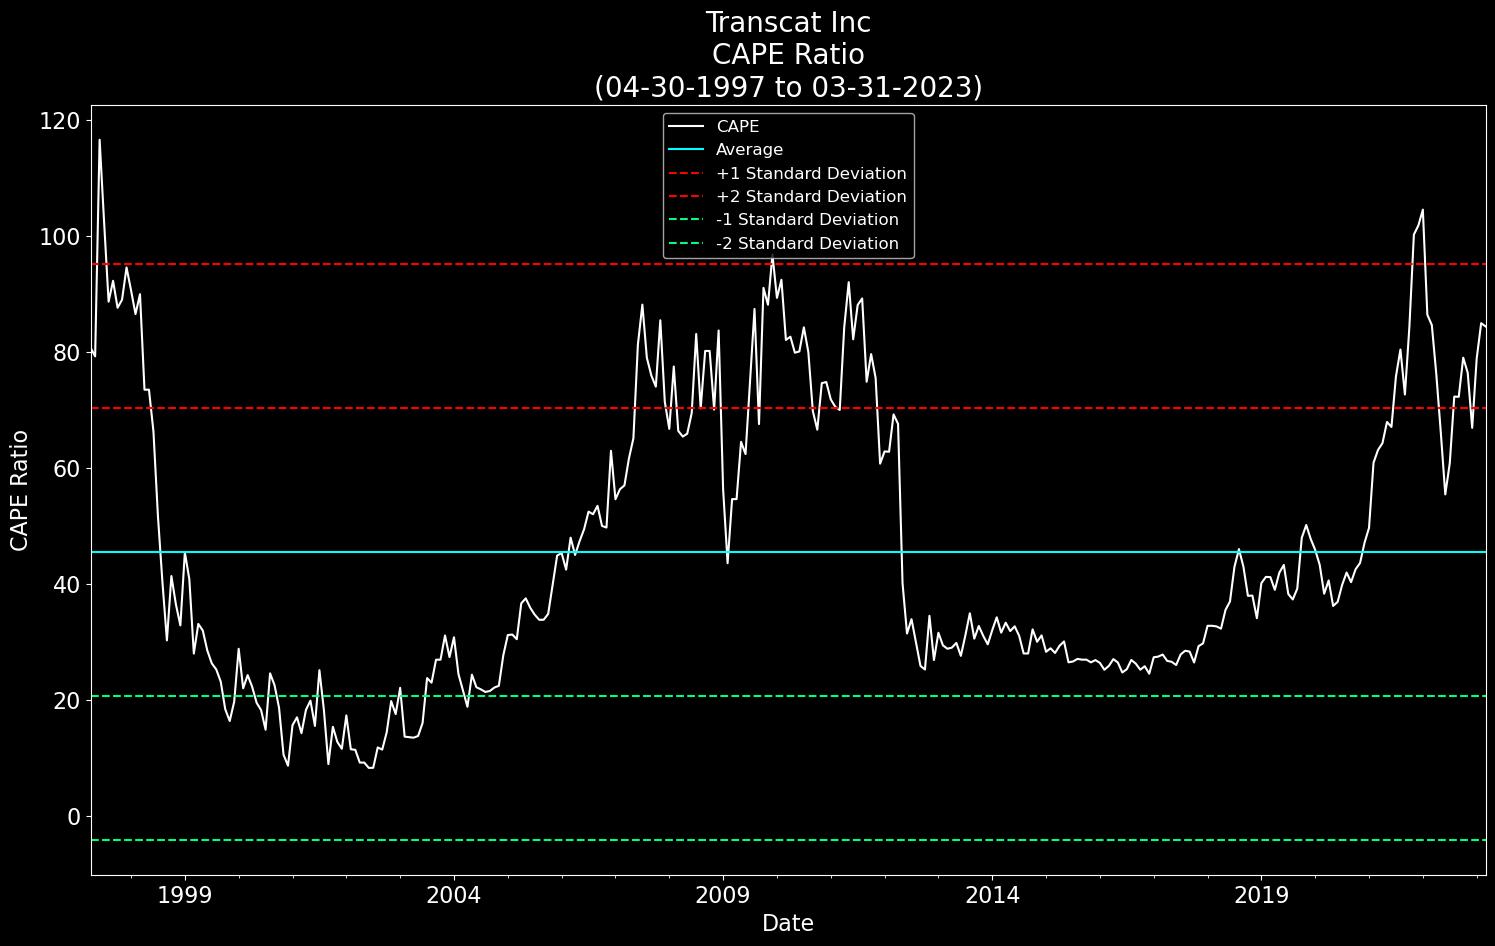 Transcat Inc
CAPE Ratio
(04-30-1997 to 03-31-2023)
CAPE
Average
+1 Standard Deviation
+2 Standard Deviation
-1 Standard Deviation
-2 Standard Deviation
120
100
80
60
40
20
0
CAPE Ratio
1999 2004 2009 2014 2019
Date